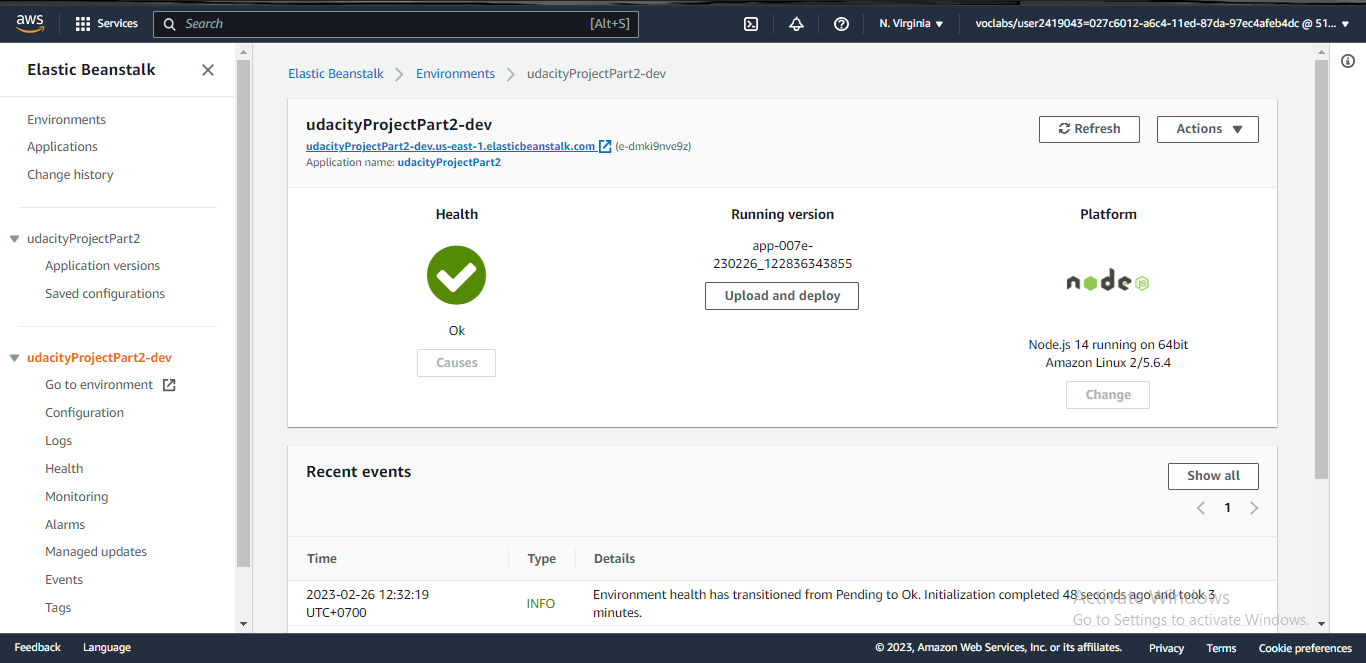 aws
Services
Search
[Alt+S]
N. Virginia
voclabs/user2419043=027c6012-a6c4-11ed-87da-97ec4afeb4dc @ 51...
Elastic Beanstalk
Environments
Applications
Change history
udacityProjectPart2
Application versions
Saved configurations
udacityProjectPart2-dev
Go to environment
Configuration
Logs
Health
Monitoring
Alarms
Managed updates
Events
Tags
Elastic Beanstalk
Environments
udacityProjectPart2-dev
udacityProjectPart2-dev
Refresh
Actions
udacityProjectPart2-dev.us-east-1.elasticbeanstalk.com (e-dmki9nve9z)
Application name: udacityProjectPart2
Health
Ok
Causes
Running version
app-007e-
230226_122836343855
Upload and deploy
Platform
node JS
Node.js 14 running on 64bit
Amazon Linux 2/5.6.4
Change
Recent events
Show all
1
Time Type Details
2023-02-26 12:32:19
UTC+0700
INFO
Environment health has transitioned from Pending to Ok. Initialization completed 48 seconds ago and took 3
minutes.
Activate Windows
Go to Settings to activate Windows.
Feedback
Language
© 2023, Amazon Web Services, Inc. or its affiliates.
Privacy
Terms
Cookie preferences